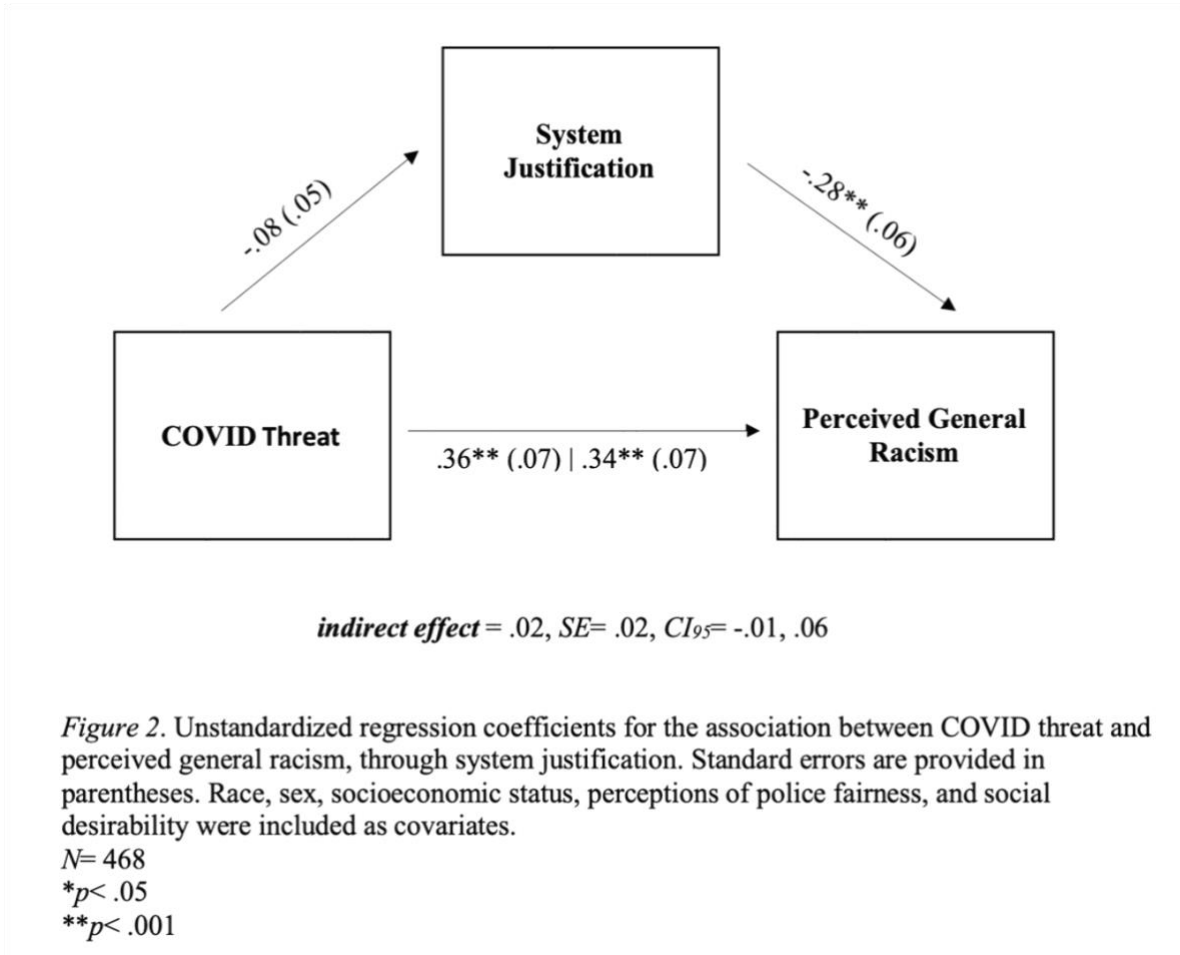 System
Justification
-.08 (.05)
-.28** (.06)
COVID Threat
.36** (.07) | .34** (.07)
Perceived General
Racism
indirect effect = .02, SE= .02, CI95= -.01, .06
Figure 2. Unstandardized regression coefficients for the association between COVID threat and
perceived general racism, through system justification. Standard errors are provided in
parentheses. Race, sex, socioeconomic status, perceptions of police fairness, and social
desirability were included as covariates.
N= 468
*p< .05
**p< .001